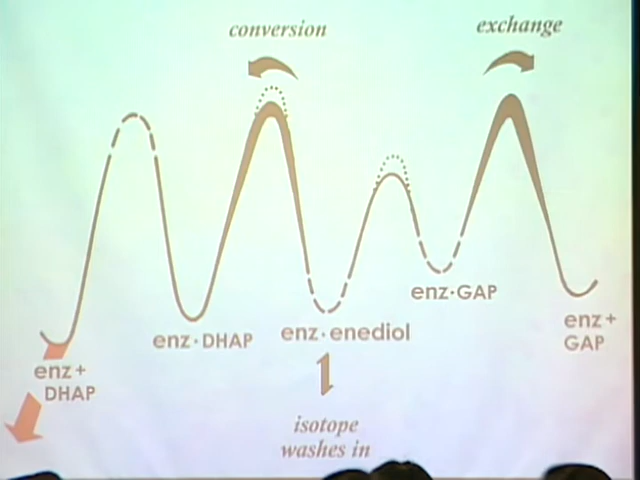 conversion
exchange
enz·GAP
enz·DHAP
enz·enediol
enz+
GAP
enz+
DHAP
isotope
washes in